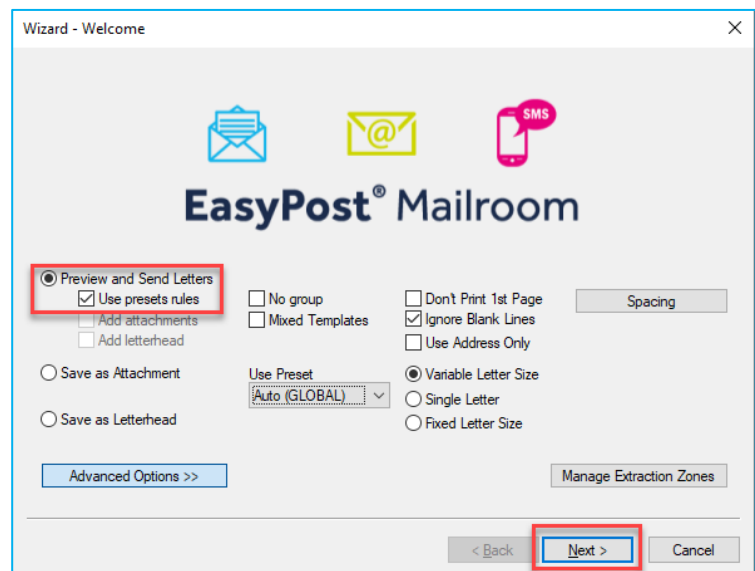 Wizard - Welcome
@
SMS
EasyPost® Mailroom
Preview and Send Letters
Use presets rules
No group
Don't Print 1st Page
Spacing
Add attachments
Mixed Templates
Ignore Blank Lines
Add letterhead
Use Address Only
Save as Attachment
Use Preset
Variable Letter Size
Auto (GLOBAL)
Single Letter
Save as Letterhead
Fixed Letter Size
Advanced Options >>
Manage Extraction Zones
< Back
Next >
Cancel